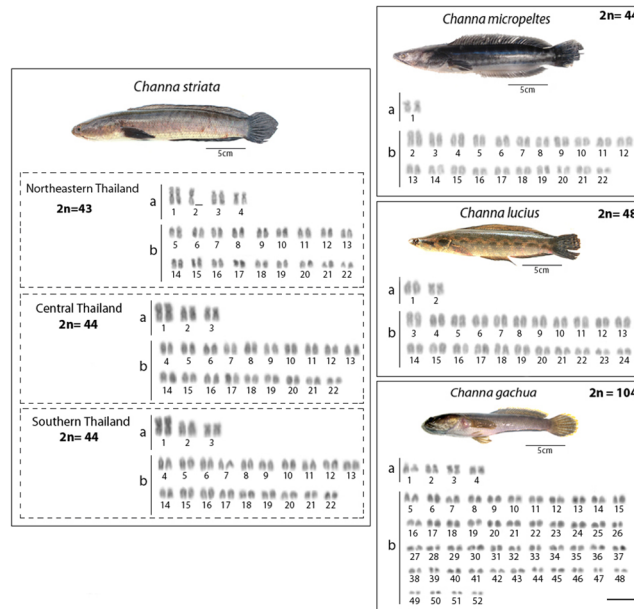 Channa striata
5cm
Northeastern Thailand
2n=43
a
1 2 3 4
b
5 6 7 8 9 10 11 12 13
14 15 16 17 18 19 20 21 22
Central Thailand
2n= 44
a
1 2 3
b
4 5 6 7 8 9 10 11 12 13
14 15 16 17 18 19 20 21 22
Southern Thailand
2n= 44
a
1 2 3
b
4 5 6 7 8 9 10 11 12 13
14 15 16 17 18 19 20 21 22
Channa micropeltes
2n= 44
5cm
a
1
b
2 3 4 5 6 7 8 9 10 11 12
13 14 15 16 17 18 19 20 21 22
Channa lucius
2n= 48
5cm
a
1 2
b
3 4 5 6 7 8 9 10 11 12 13
14 15 16 17 18 19 20 21 22 23 24
Channa gachua
2n = 104
5cm
a
1 2 3 4
b
5 6 7 8 9 10 11 12 13 14 15
16 17 18 19 20 21 22 23 24 25 26
27 28 29 30 31 32 33 34 35 36 37
38 39 40 41 42 43 44 45 46 47 48
49 50 51 52